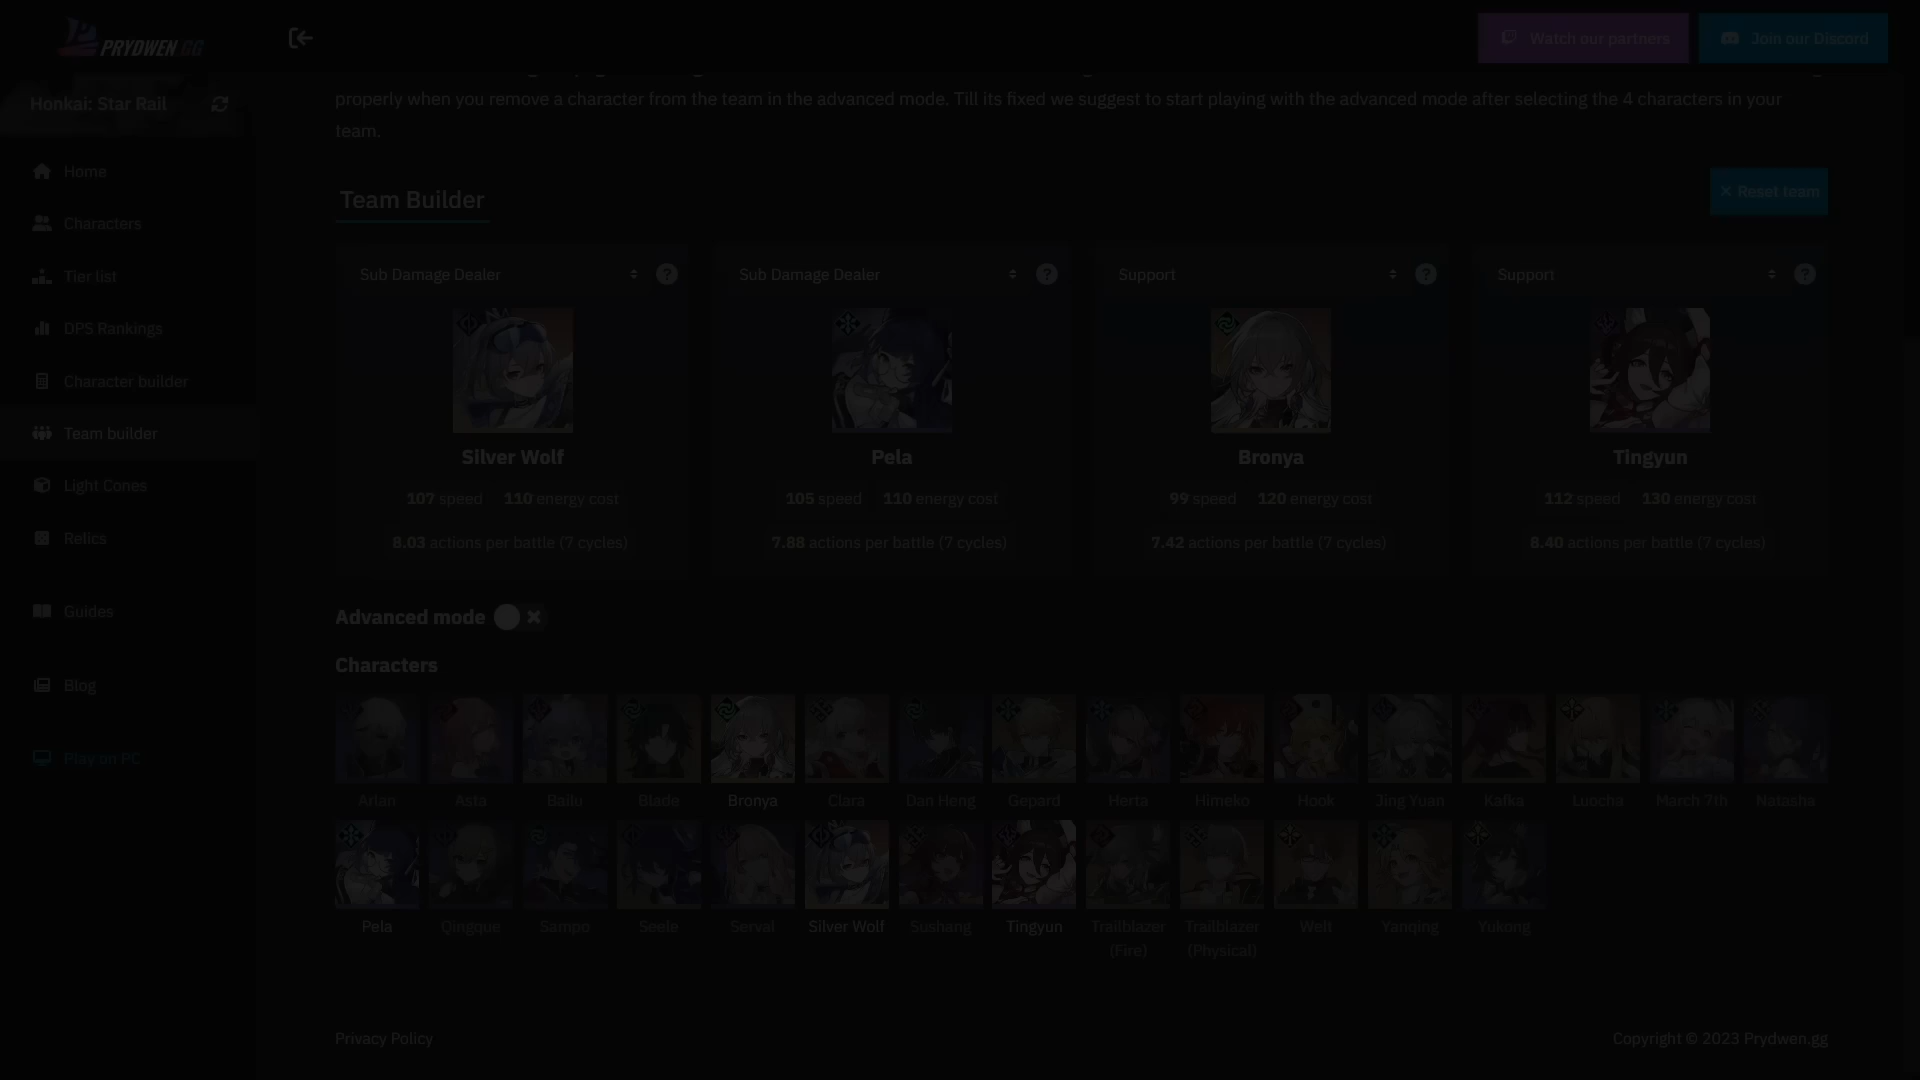 PRYDWEN.GG
Watch our partners
Join our Discord
Honkai: Star Rail
properly when you remove a character from the team in the advanced mode. Till its fixed we suggest to start playing with the advanced mode after selecting the 4 characters in your
team.
Home
Characters
Tier list
DPS Rankings
Character builder
Team builder
Light Cones
Relics
Guides
Blog
Play on PC
Team Builder
Reset team
Sub Damage Dealer
Sub Damage Dealer
Support
Support
Silver Wolf
Pela
Bronya
Tingyun
107 speed 110 energy cost
105 speed 110 energy cost
99 speed 120 energy cost
112 speed 130 energy cost
8.03 actions per battle (7 cycles)
7.88 actions per battle (7 cycles)
7.42 actions per battle (7 cycles)
8.40 actions per battle (7 cycles)
Advanced mode
Characters
Arlan
Asta
Bailu
Blade
Bronya
Clara
Dan Heng
Gepard
Herta
Himeko
Hook
Jing Yuan
Kafka
Luocha
March 7th
Natasha
Pela
Qingque
Sampo
Seele
Serval
Silver Wolf
Sushang
Tingyun
Trailblazer
(Fire)
Trailblazer
(Physical)
Welt
Yanqing
Yukong
Privacy Policy
Copyright © 2023 Prydwen.gg